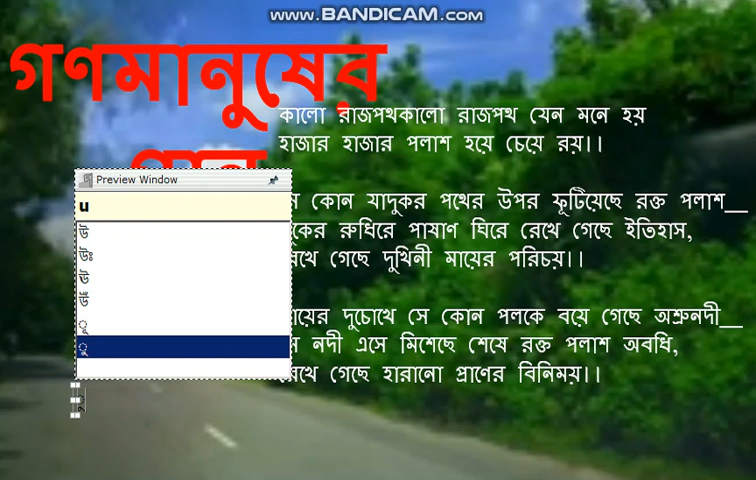 www.BANDICAM.com
গণমানুষের
কালো রাজপথকালো রাজপথ যেন মনে হয়
হাজার হাজার পলাশ হয়ে চেয়ে রয়।।
Preview Window
u
উ
উঃ
উঁ
ূ
ু
কোন যাদুকর পথের উপর ফূটিয়েছে রক্ত পলাশ__
রুধিরে পাষাণ ঘিরে রেখে গেছে ইতিহাস,
গেছে দুখিনী মায়ের পরিচয়।।
দুচোখে সে কোন পলকে বয়ে গেছে অশ্রুনদী__
নদী এসে মিশেছে শেষে রক্ত পলাশ অবধি,
গেছে হারানো প্রাণের বিনিময়।।